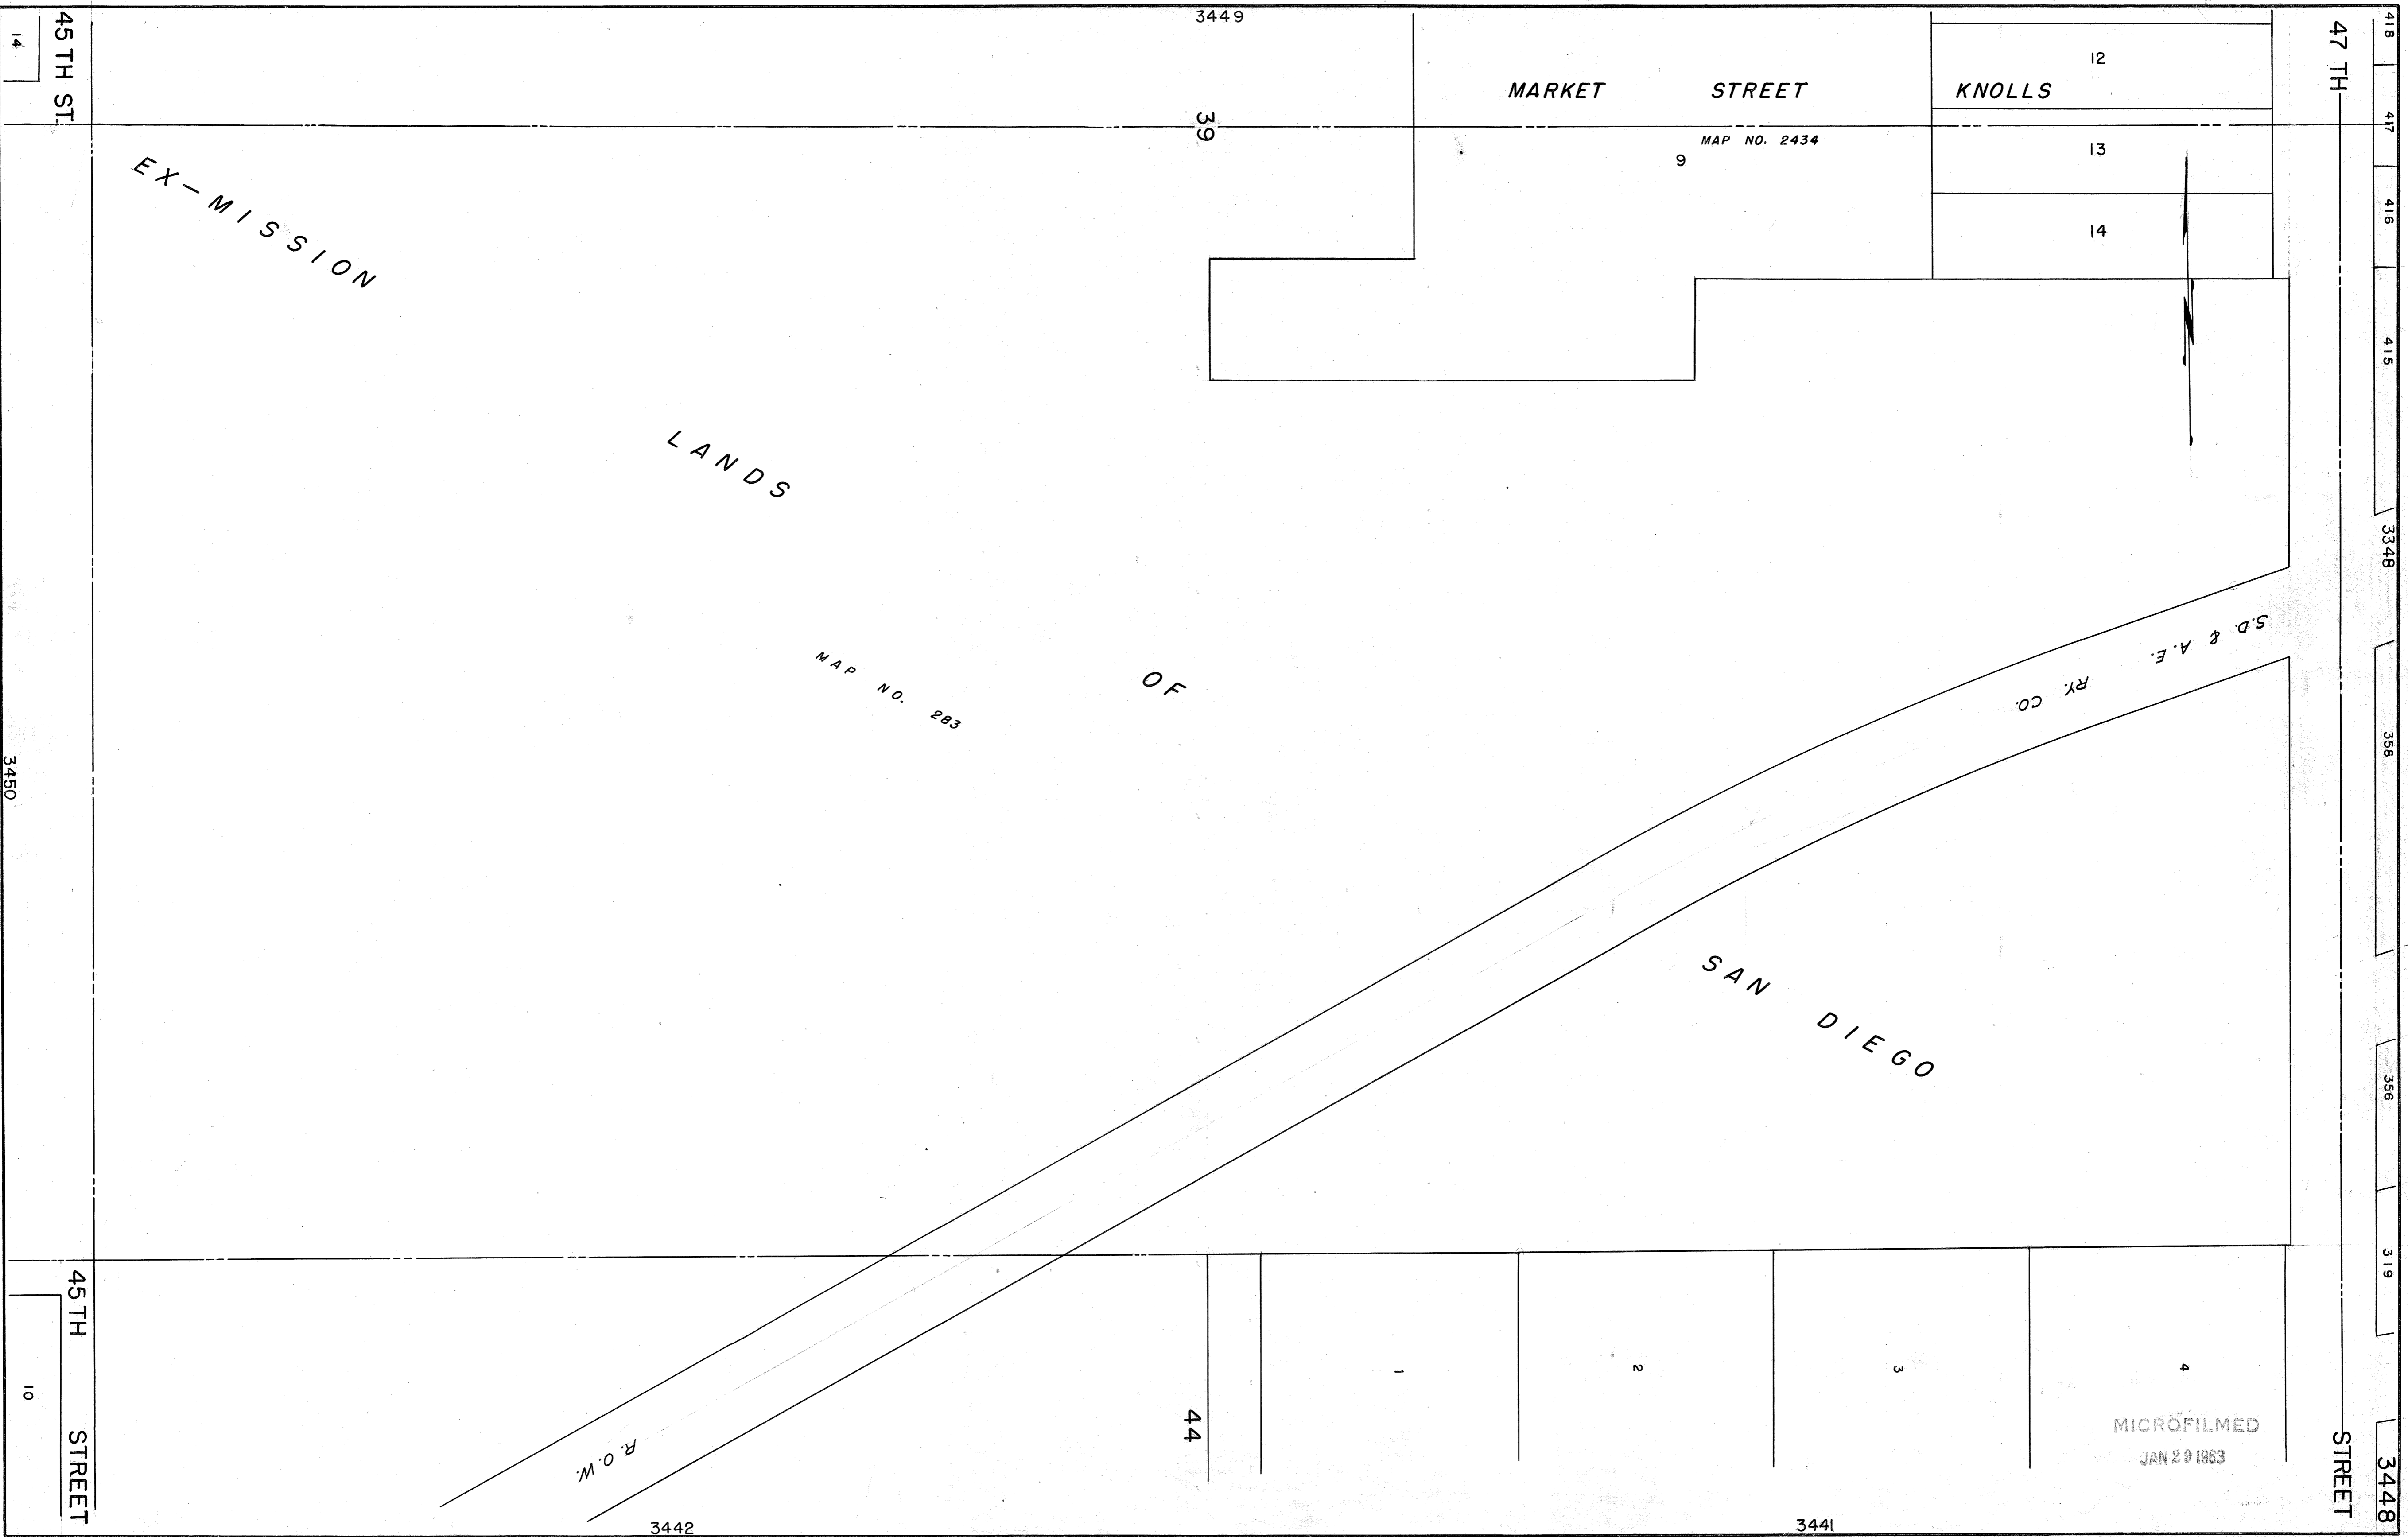 3449
418
45 TH ST.
14
47 TH
12
MARKET STREET KNOLLS
417
39
MAP NO. 2434
9
13
EX-MISSION
416
14
415
LANDS
3348
S.D. & A.E. RY. CO.
OF
MAP NO. 283
358
3450
SAN DIEGO
356
319
45 TH STREET
1
2
3
4
10
44
MICROFILMED
JAN 29 1963
R.O.W.
STREET
3448
3442
3441
N